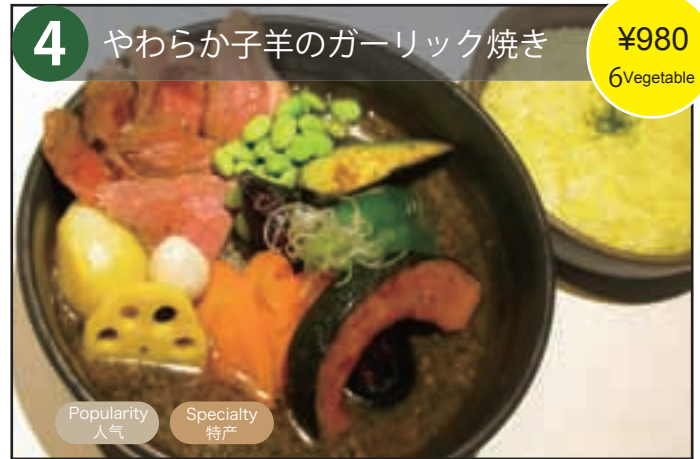 4 やわらか子羊のガーリック焼き
¥980
6Vegetable
Popularity
人气
Specialty
特产